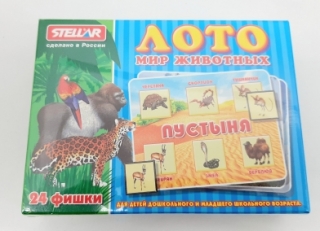 STELLAR
сделано в России
ЛОТО
МИР ЖИВОТНЫХ
ПУСТЫНЯ
24 фишки
ДЛЯ ДЕТЕЙ ДОШКОЛЬНОГО И МЛАДШЕГО ШКОЛЬНОГО ВОЗРАСТА